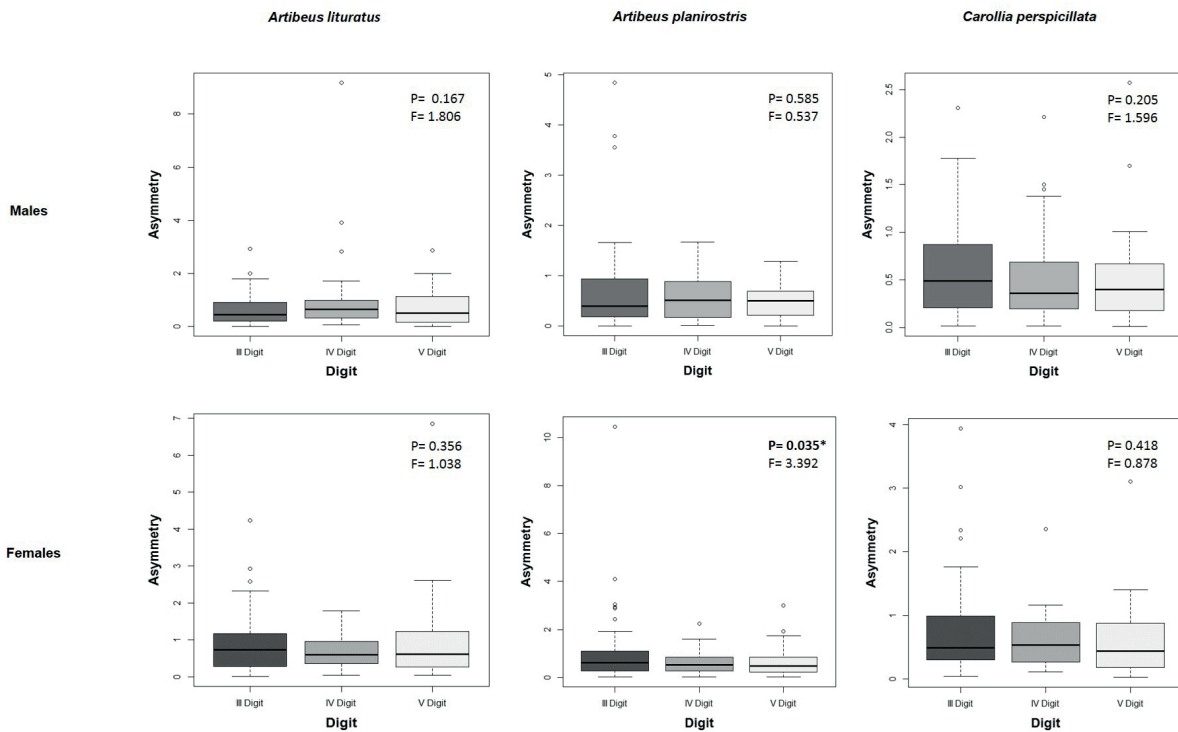 Artibeus lituratus
Artibeus planirostris
Carollia perspicillata
Males
Asymmetry
8
6
4
2
0
P= 0.167
F= 1.806
III Digit
IV Digit
V Digit
Digit
Asymmetry
5
4
3
2
1
0
P= 0.585
F= 0.537
III Digit
IV Digit
V Digit
Digit
Asymmetry
2.5
2.0
1.5
1.0
0.5
0.0
P= 0.205
F= 1.596
III Digit
IV Digit
V Digit
Digit
Females
Asymmetry
7
6
5
4
3
2
1
0
P= 0.356
F= 1.038
III Digit
IV Digit
V Digit
Digit
Asymmetry
10
8
6
4
2
0
P= 0.035*
F= 3.392
III Digit
IV Digit
V Digit
Digit
Asymmetry
4
3
2
1
0
P= 0.418
F= 0.878
III Digit
IV Digit
V Digit
Digit